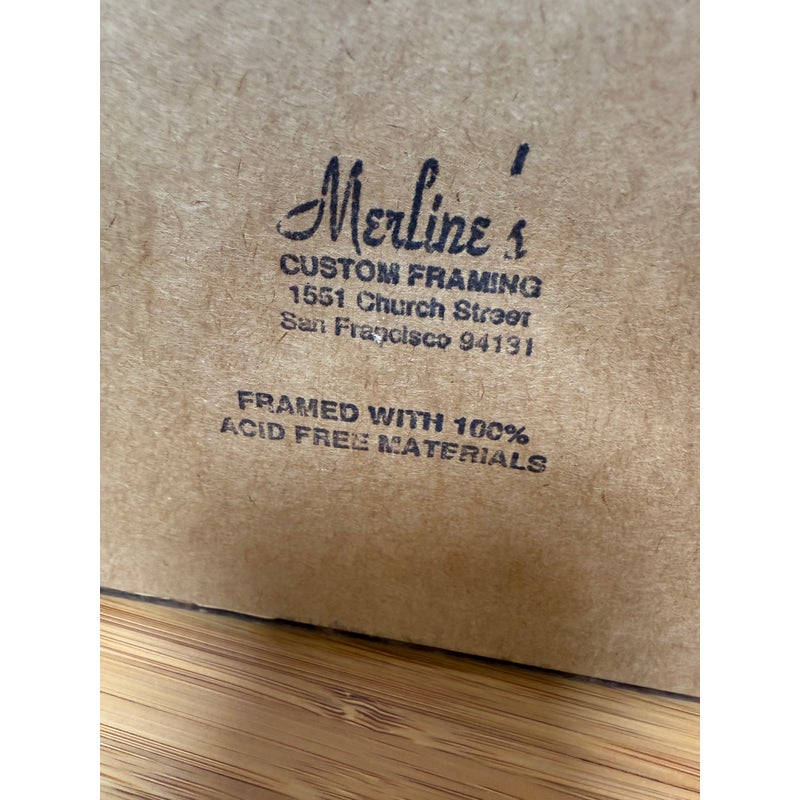 Merline's
CUSTOM FRAMING
1551 Church Street
San Francisco 94131
FRAMED WITH 100%
ACID FREE MATERIALS